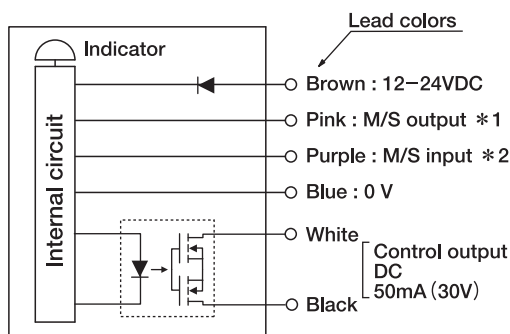 Lead colors
Indicator
Brown : 12−24VDC
Pink : M/S output *1
Purple : M/S input *2
Blue : 0 V
White
Control output
DC
50mA (30V)
Black
Internal circuit